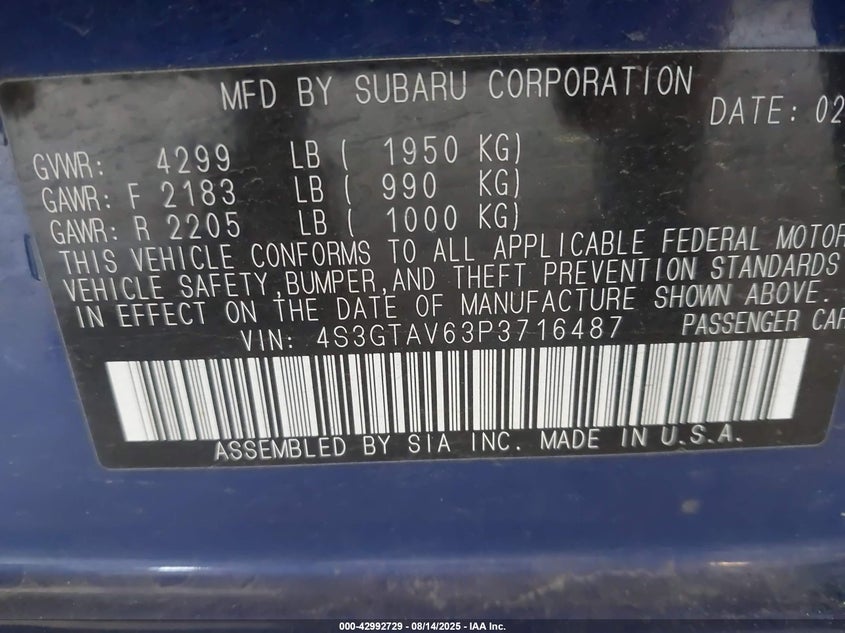 MFD BY SUBARU CORPORATION
DATE: 02
GVWR: 4299 LB ( 1950 KG)
GAWR: F 2183 LB ( 990 KG)
GAWR: R 2205 LB ( 1000 KG)
THIS VEHICLE CONFORMS TO ALL APPLICABLE FEDERAL MOTOR
VEHICLE SAFETY,BUMPER,AND THEFT PREVENTION STANDARDS
IN EFFECT ON THE DATE OF MANUFACTURE SHOWN ABOVE.
VIN: 4S3GTAV63P3716487 PASSENGER CAR
ASSEMBLED BY SIA INC. MADE IN U.S.A.
000-42992729 - 08/14/2025 - IAA Inc.